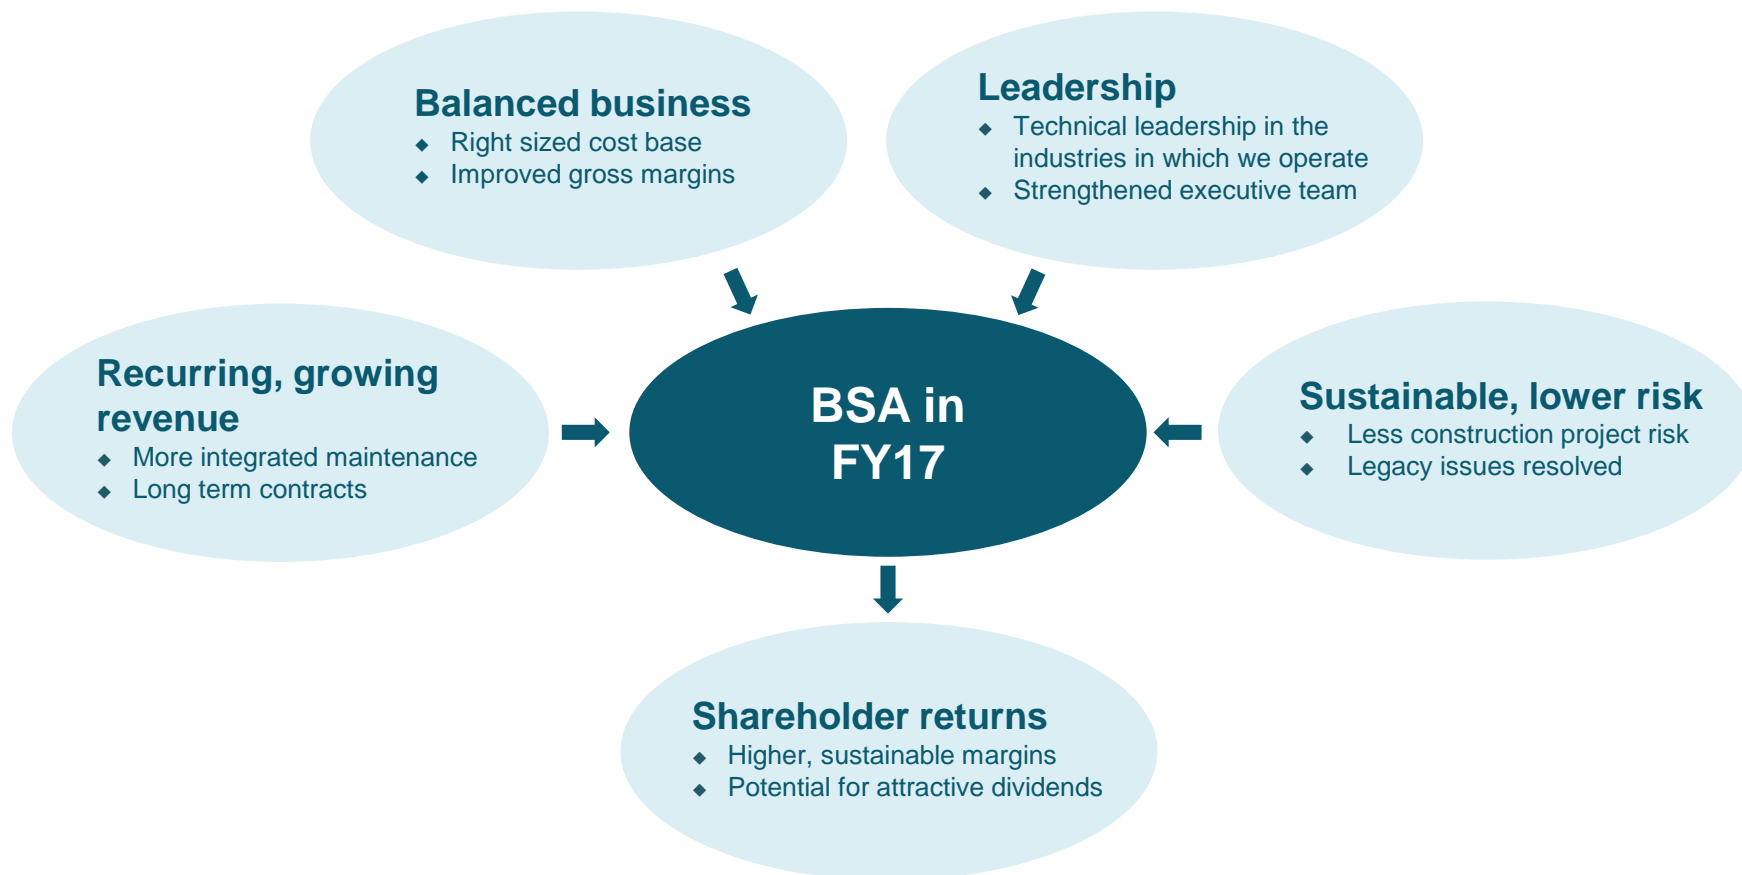 Balanced business
◆ Right sized cost base
◆ Improved gross margins
Leadership
◆ Technical leadership in the
industries in which we operate
◆ Strengthened executive team
Recurring, growing
revenue
◆ More integrated maintenance
◆ Long term contracts
BSA in
FY17
Sustainable, lower risk
◆ Less construction project risk
◆ Legacy issues resolved
Shareholder returns
◆ Higher, sustainable margins
◆ Potential for attractive dividends